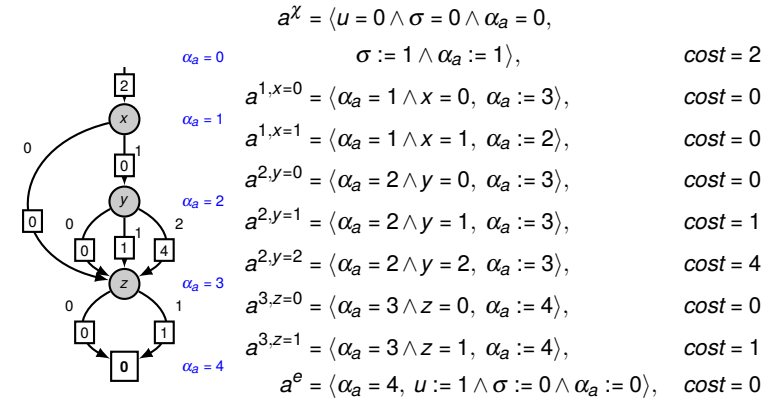 a^χ = ⟨u = 0 ∧ σ = 0 ∧ α_a = 0,
σ := 1 ∧ α_a := 1⟩, cost = 2
a^{1,x=0} = ⟨α_a = 1 ∧ x = 0, α_a := 3⟩, cost = 0
a^{1,x=1} = ⟨α_a = 1 ∧ x = 1, α_a := 2⟩, cost = 0
a^{2,y=0} = ⟨α_a = 2 ∧ y = 0, α_a := 3⟩, cost = 0
a^{2,y=1} = ⟨α_a = 2 ∧ y = 1, α_a := 3⟩, cost = 1
a^{2,y=2} = ⟨α_a = 2 ∧ y = 2, α_a := 3⟩, cost = 4
a^{3,z=0} = ⟨α_a = 3 ∧ z = 0, α_a := 4⟩, cost = 0
a^{3,z=1} = ⟨α_a = 3 ∧ z = 1, α_a := 4⟩, cost = 1
a^e = ⟨α_a = 4, u := 1 ∧ σ := 0 ∧ α_a := 0⟩, cost = 0
α_a = 0
2
x
α_a = 1
0
1
0
0
y
α_a = 2
0
1
2
0
1
4
z
α_a = 3
0
1
0
1
0
α_a = 4